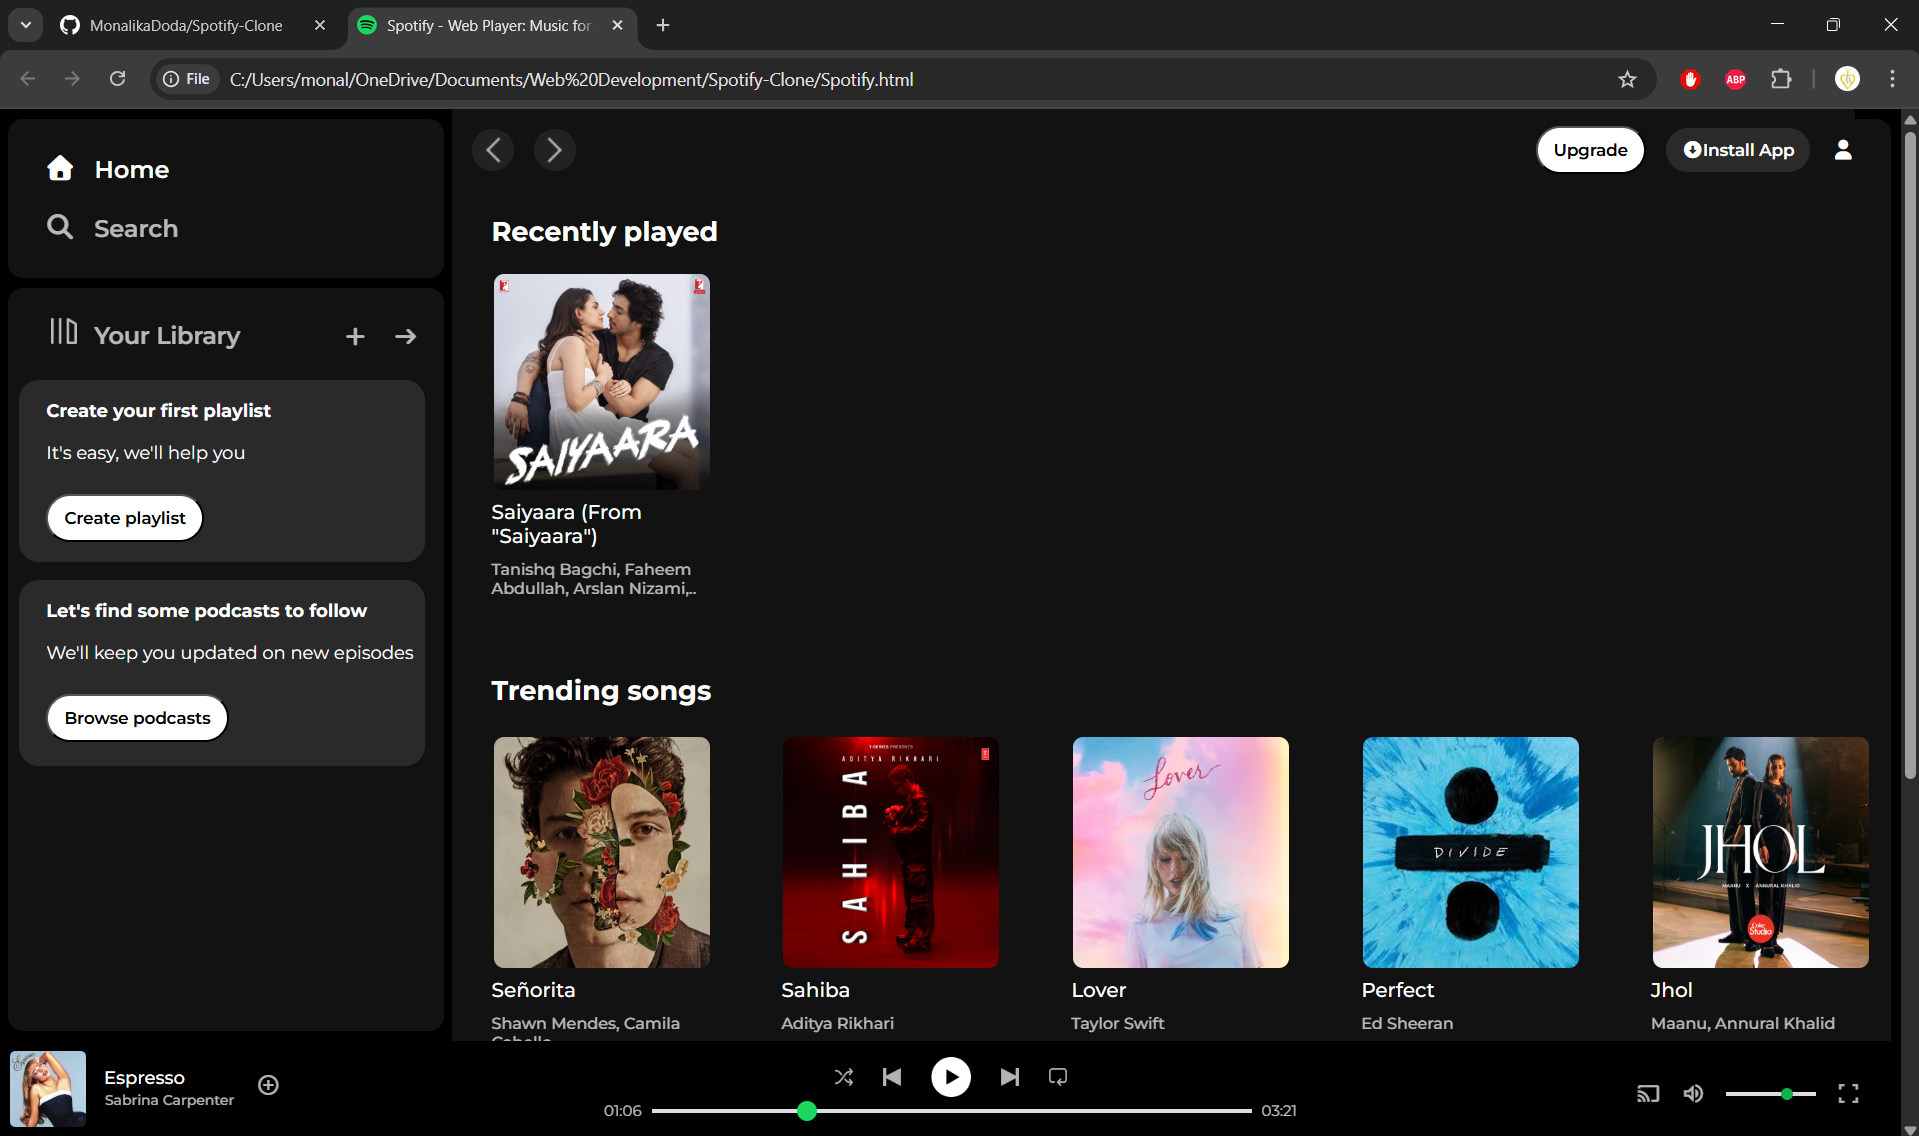 MonalikaDoda/Spotify-Clone
Spotify - Web Player: Music for
File
C:/Users/monal/OneDrive/Documents/Web%20Development/Spotify-Clone/Spotify.html
ABP
Home
Search
Your Library
Create your first playlist
It's easy, we'll help you
Create playlist
Let's find some podcasts to follow
We'll keep you updated on new episodes
Browse podcasts
Upgrade
Install App
Recently played
SAIYAARA
Saiyaara (From
"Saiyaara")
Tanishq Bagchi, Faheem
Abdullah, Arslan Nizami,..
Trending songs
T-SERIES PRESENTS
ADITYA RIKHARI
SAHIBA
Lover
DIVIDE
JHOL
MAANU X ANNURAL KHALID
Coke Studio
Señorita
Sahiba
Lover
Perfect
Jhol
Shawn Mendes, Camila
Cabello
Aditya Rikhari
Taylor Swift
Ed Sheeran
Maanu, Annural Khalid
Espresso
Sabrina Carpenter
01:06
03:21